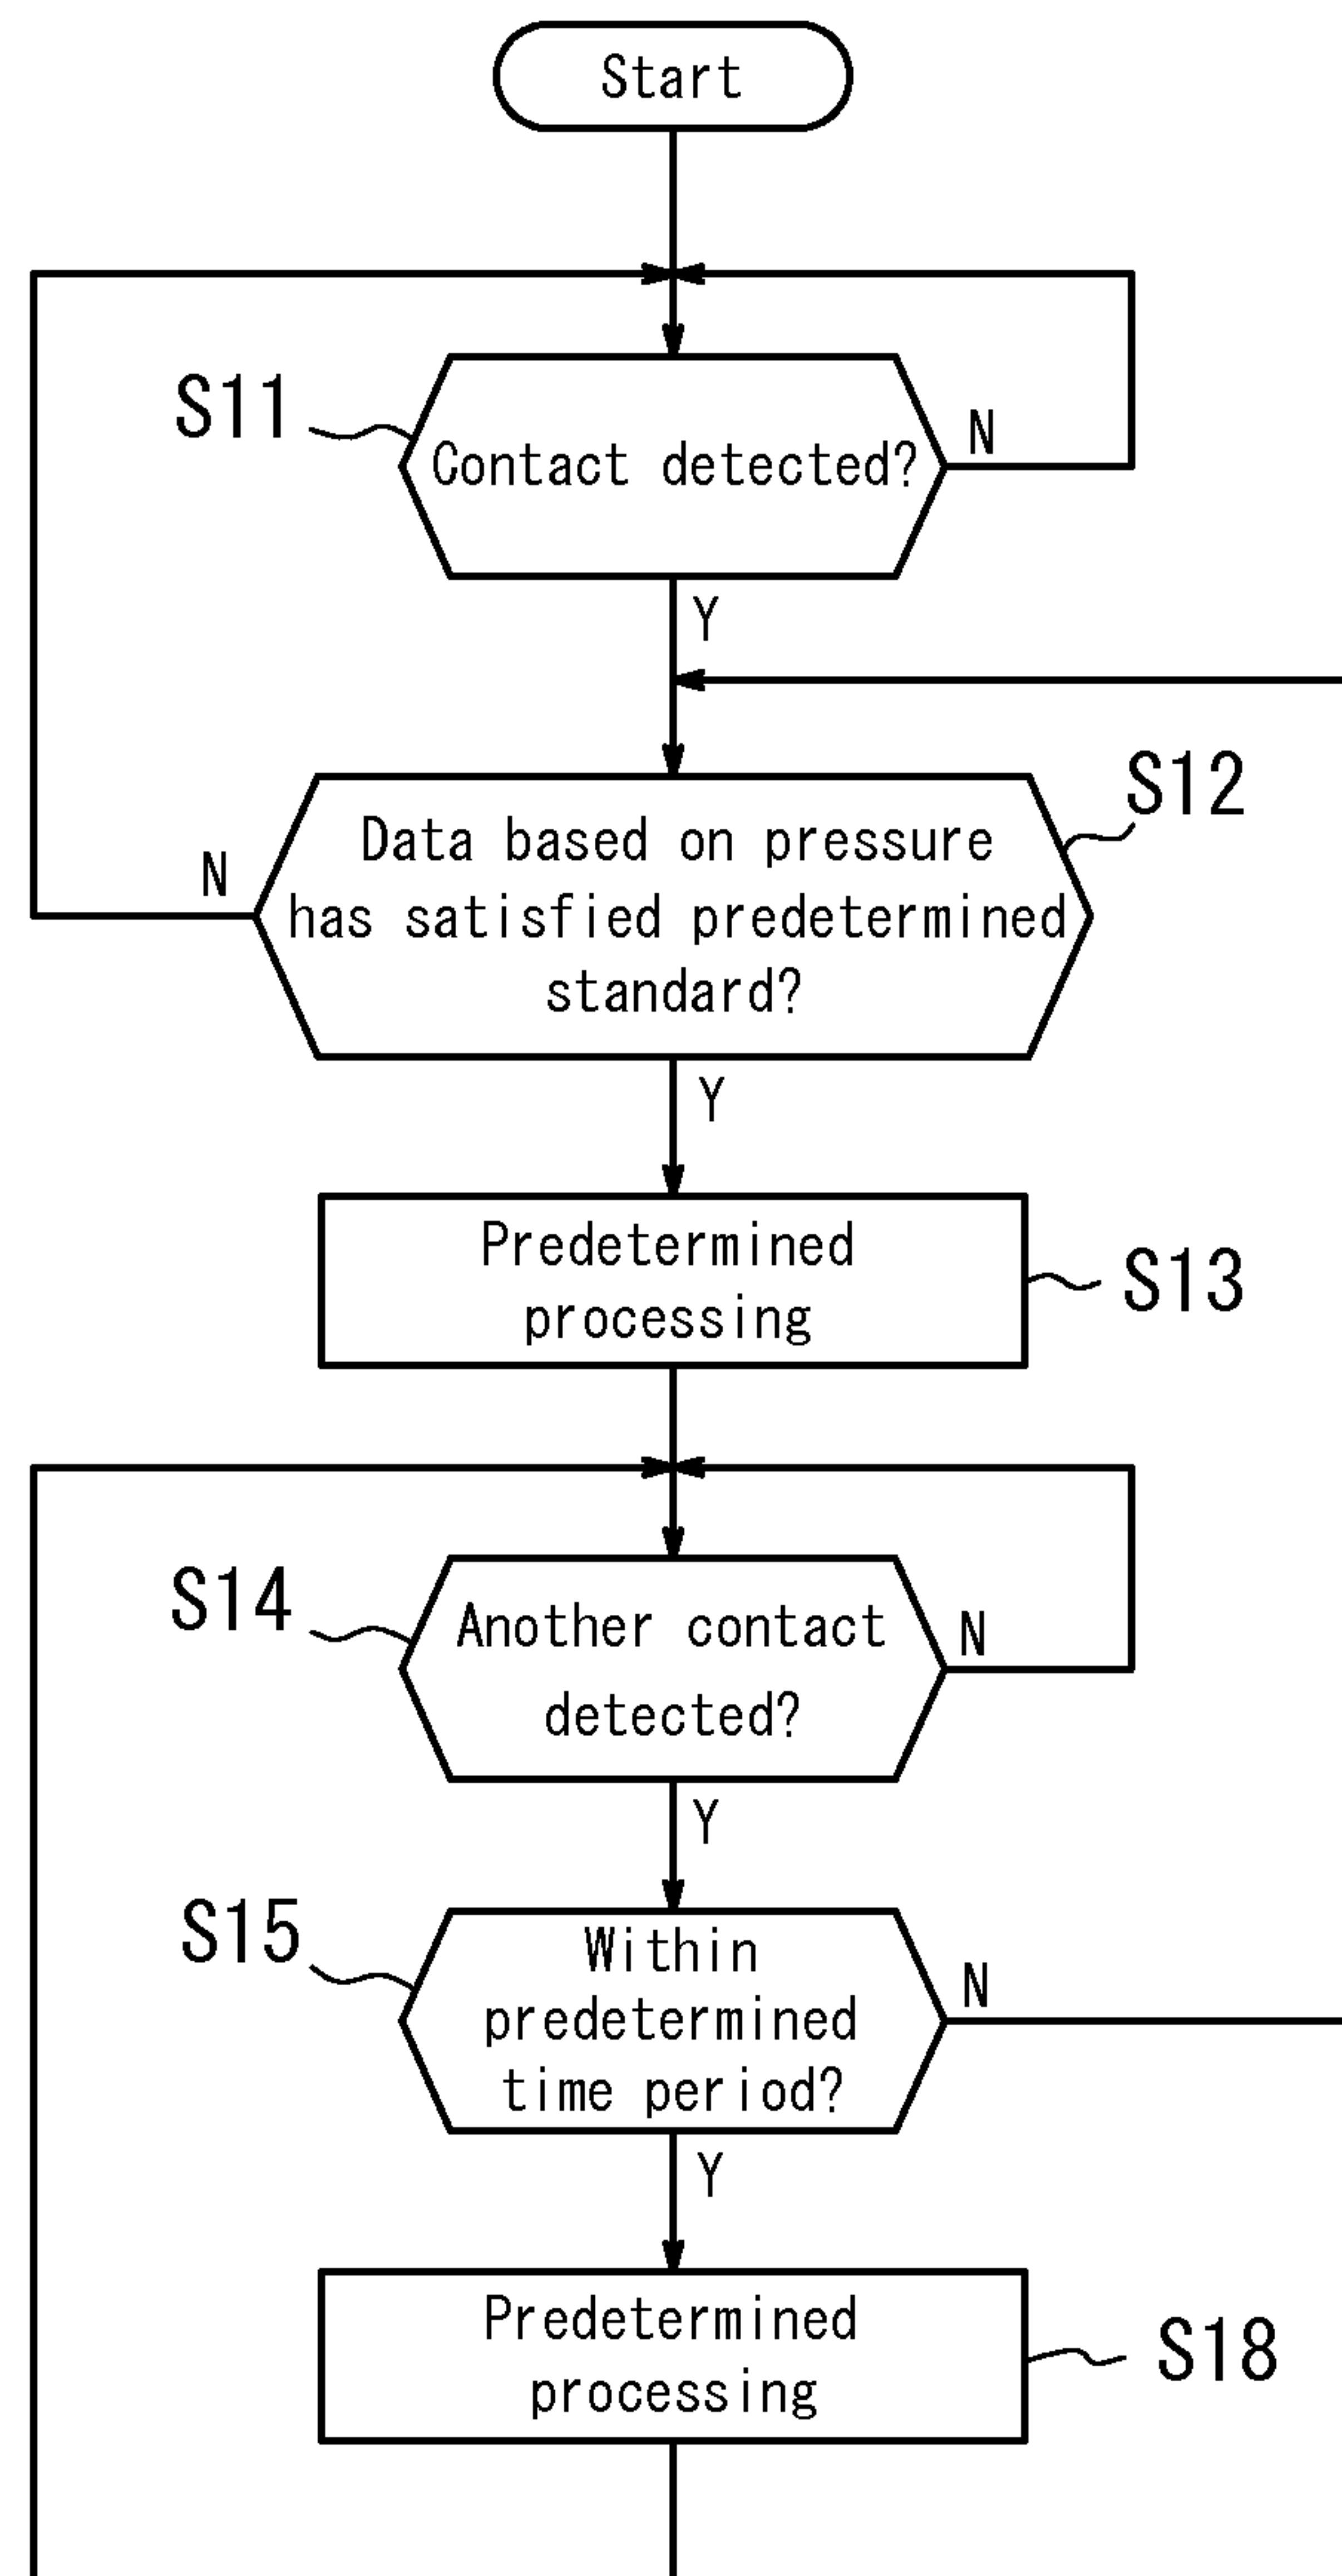 Start
S11
Contact detected?
N
Y
S12
N
Data based on pressure
has satisfied predetermined
standard?
Y
Predetermined
processing
S13
S14
Another contact
detected?
N
Y
S15
Within
predetermined
time period?
N
Y
Predetermined
processing
S18